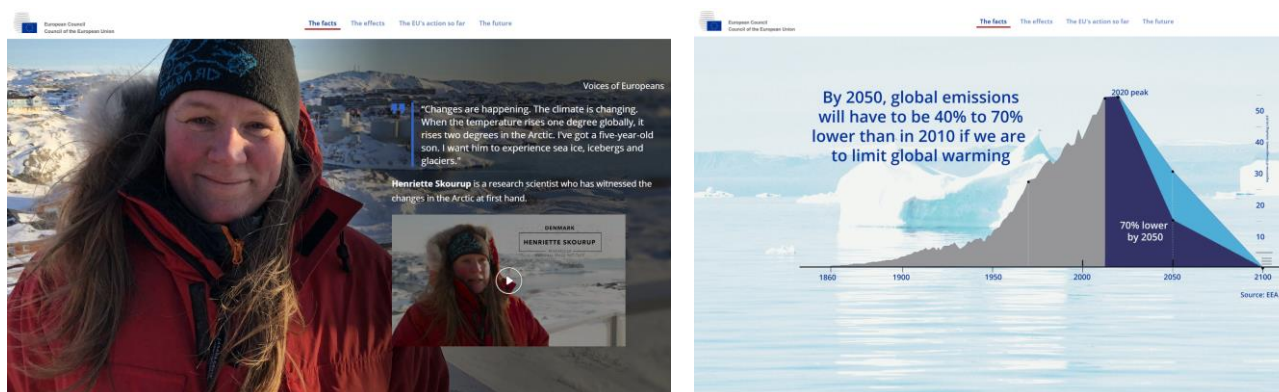 European Council
Council of the European Union
The facts The effects The EU's action so far The future
Voices of Europeans
"Changes are happening. The climate is changing.
When the temperature rises one degree globally, it
rises two degrees in the Arctic. I've got a five-year-old
son. I want him to experience sea ice, icebergs and
glaciers."
Henriette Skourup is a research scientist who has witnessed the
changes in the Arctic at first hand.
DENMARK
HENRIETTE SKOURUP
European Council
Council of the European Union
The facts The effects The EU's action so far The future
By 2050, global emissions
will have to be 40% to 70%
lower than in 2010 if we are
to limit global warming
2020 peak
50
40
30
20
10
70% lower
by 2050
1860 1900 1950 2000 2050 2100
Source: EEA